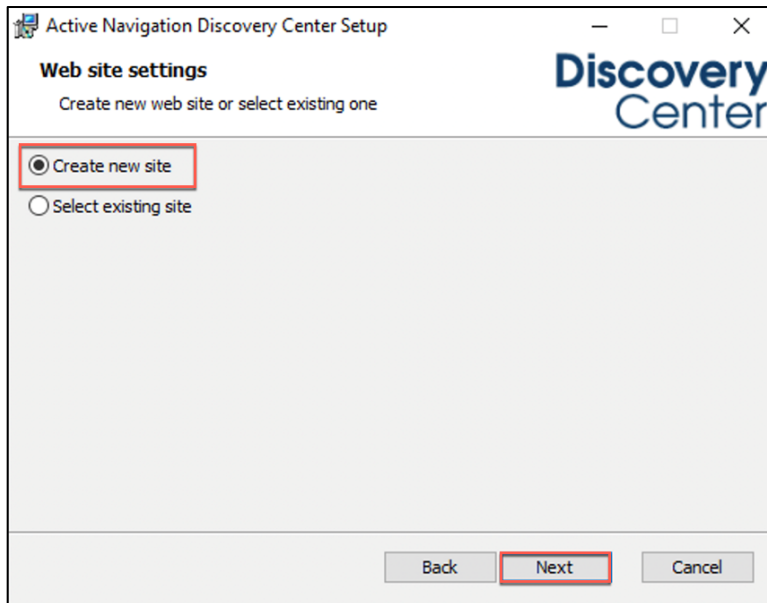 Active Navigation Discovery Center Setup
Web site settings
Create new web site or select existing one
Discovery
Center
Create new site
Select existing site
Back Next Cancel